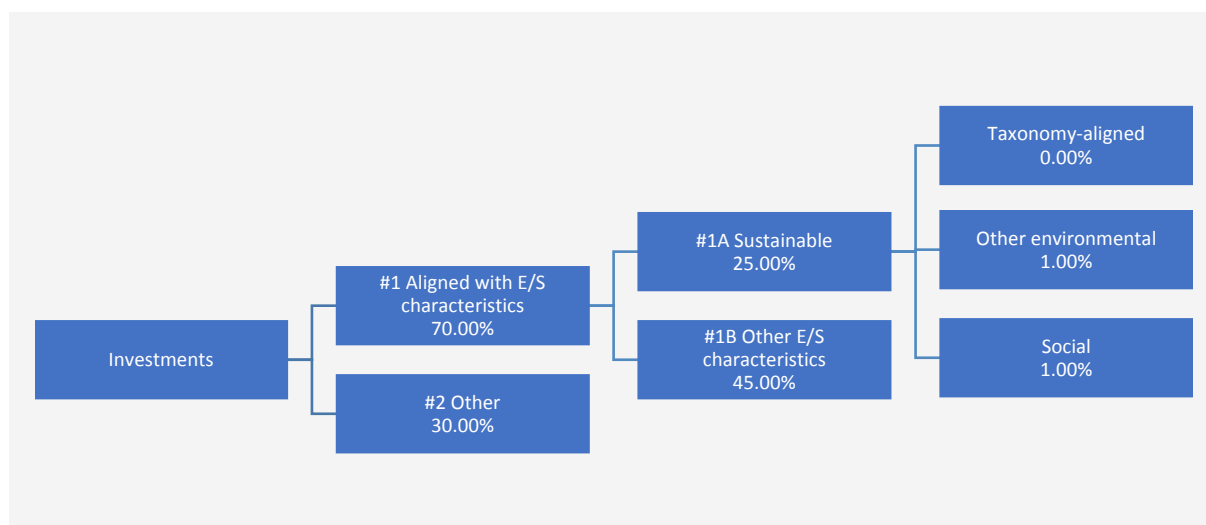 Investments
#1 Aligned with E/S
characteristics
70.00%
#2 Other
30.00%
#1A Sustainable
25.00%
#1B Other E/S
characteristics
45.00%
Taxonomy-aligned
0.00%
Other environmental
1.00%
Social
1.00%